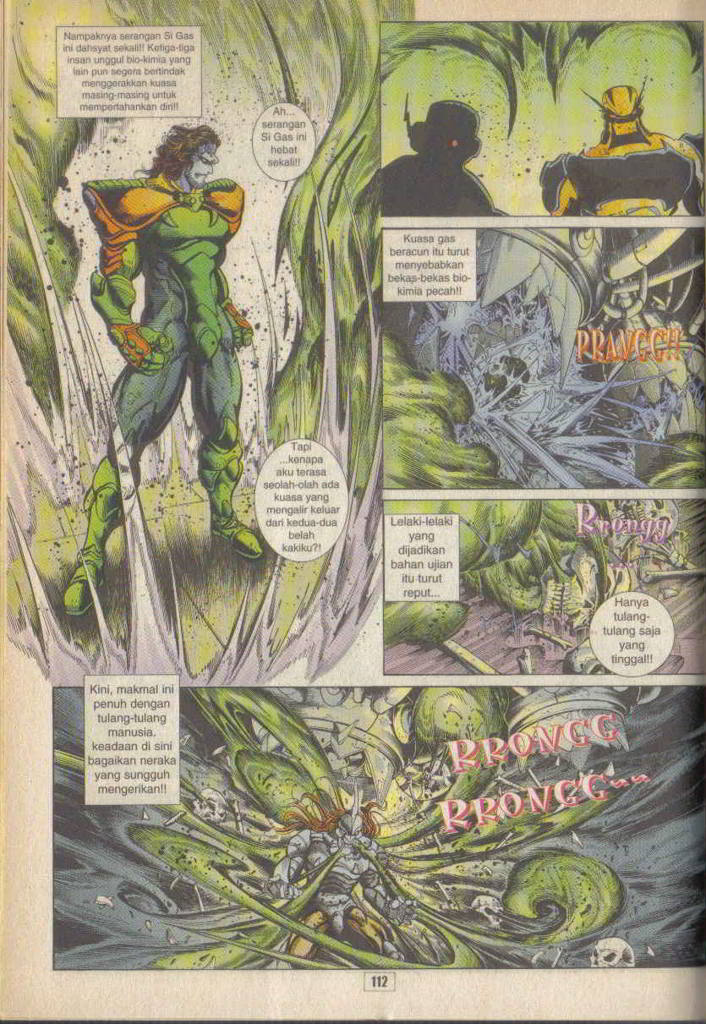 Nampaknya serangan Si Gas
ini dahsyat sekali!! Ketiga-tiga
insan unggul bio-kimia yang
lain pun segera bertindak
menggerakkan kuasa
masing-masing untuk
mempertahankan diri!!
Ah...
serangan
Si Gas ini
hebat
sekali!!
Tapi
...kenapa
aku terasa
seolah-olah ada
kuasa yang
mengalir keluar
dari kedua-dua
belah
kakiku?!
Kuasa gas
beracun itu turut
menyebabkan
bekas-bekas bio-
kimia pecah!!
PRANGGH!!
Lelaki-lelaki
yang
dijadikan
bahan ujian
itu turut
reput...
Rrongg
...
Hanya
tulang-
tulang saja
yang
tinggal!!
Kini, makmal ini
penuh dengan
tulang-tulang
manusia.
keadaan di sini
bagaikan neraka
yang sungguh
mengerikan!!
RRONGG
RRONGG~~
112